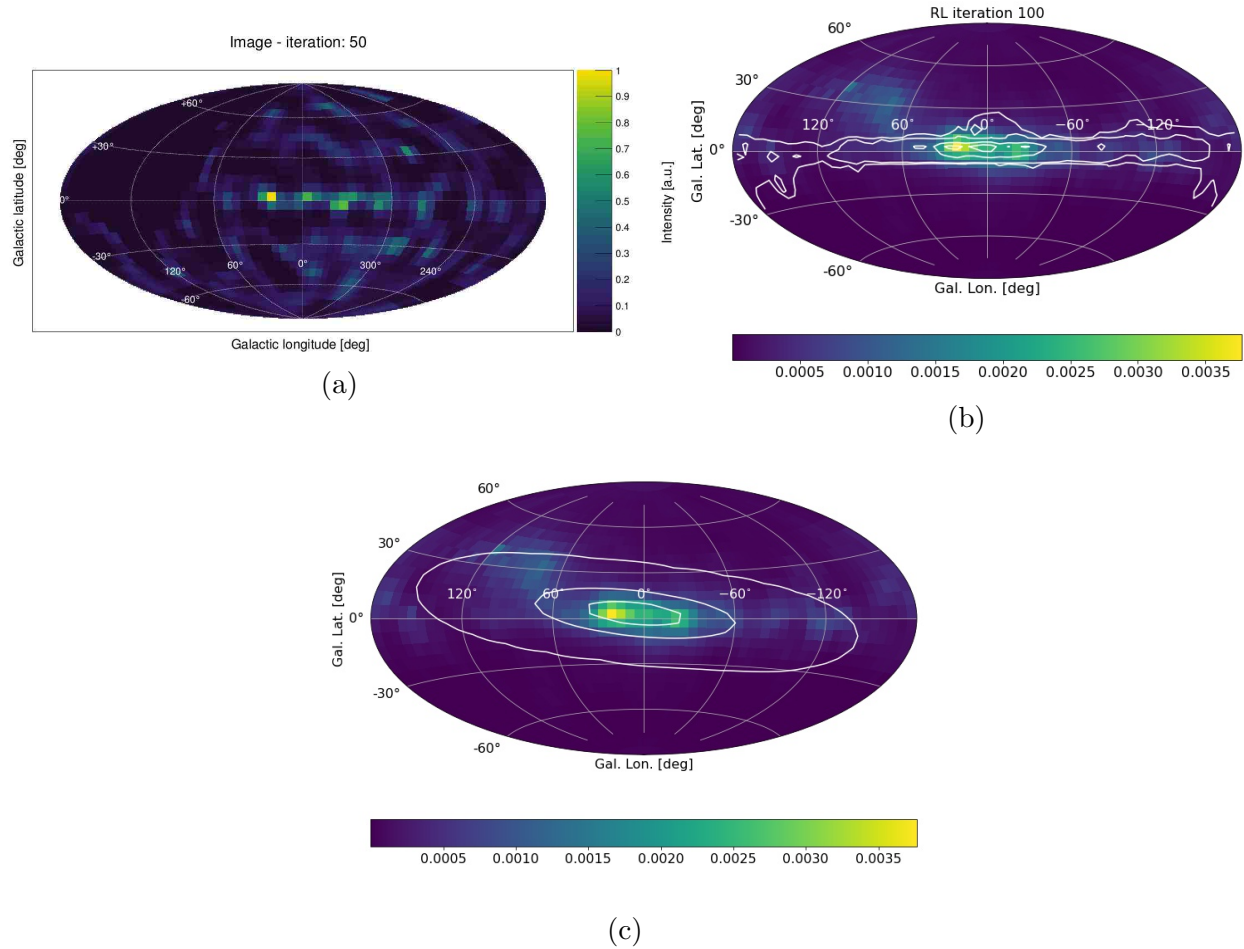 Image - iteration: 50
Galactic latitude [deg]
+60°
+30°
0°
-30°
-60°
120°
60°
0°
300°
240°
Galactic longitude [deg]
1
0.9
0.8
0.7
0.6
0.5
0.4
0.3
0.2
0.1
0
Intensity [a.u.]
(a)
RL iteration 100
Gal. Lat. [deg]
60°
30°
0°
-30°
-60°
120°
60°
0°
−60°
−120°
Gal. Lon. [deg]
0.0005 0.0010 0.0015 0.0020 0.0025 0.0030 0.0035
(b)
Gal. Lat. [deg]
60°
30°
0°
-30°
-60°
120°
60°
0°
−60°
−120°
Gal. Lon. [deg]
0.0005 0.0010 0.0015 0.0020 0.0025 0.0030 0.0035
(c)